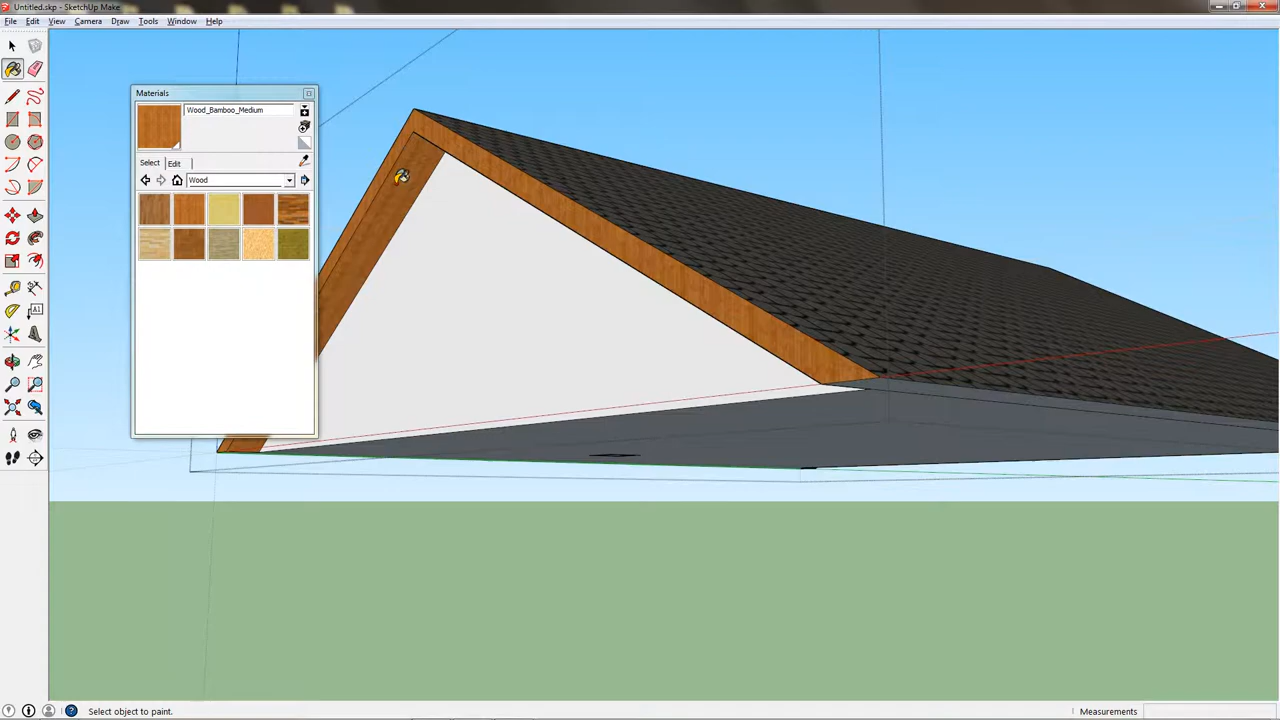 Untitled.skp - SketchUp Make
File Edit View Camera Draw Tools Window Help
Materials
Wood_Bamboo_Medium
Select Edit
Wood
A1
Select object to paint.
Measurements